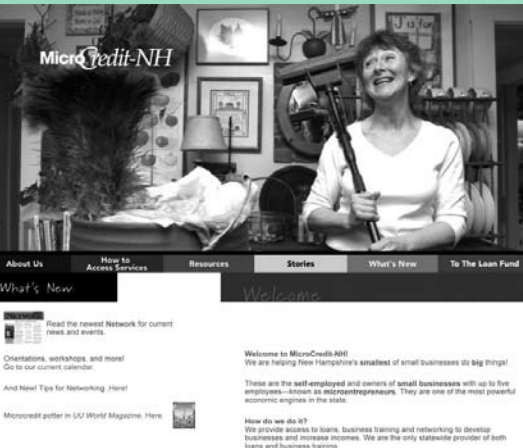 MicroCredit-NH
J is for
About Us
How to
Access Services
Resources
Stories
What's New
To The Loan Fund
What's New
Welcome
Read the newest Network for current
news and events.
Orientations, workshops, and more!
Go to our current calendar.
And New! Tips for Networking .Here!
Microcredit potter in UU World Magazine. Here.
Welcome to MicroCredit-NH!
We are helping New Hampshire's smallest of small businesses do big things!
These are the self-employed and owners of small businesses with up to five
employees—known as microentrepreneurs. They are one of the most powerful
economic engines in the state.
How do we do it?
We provide access to loans, business training and networking to develop
businesses and increase incomes. We are the only statewide provider of both
loans and business training.